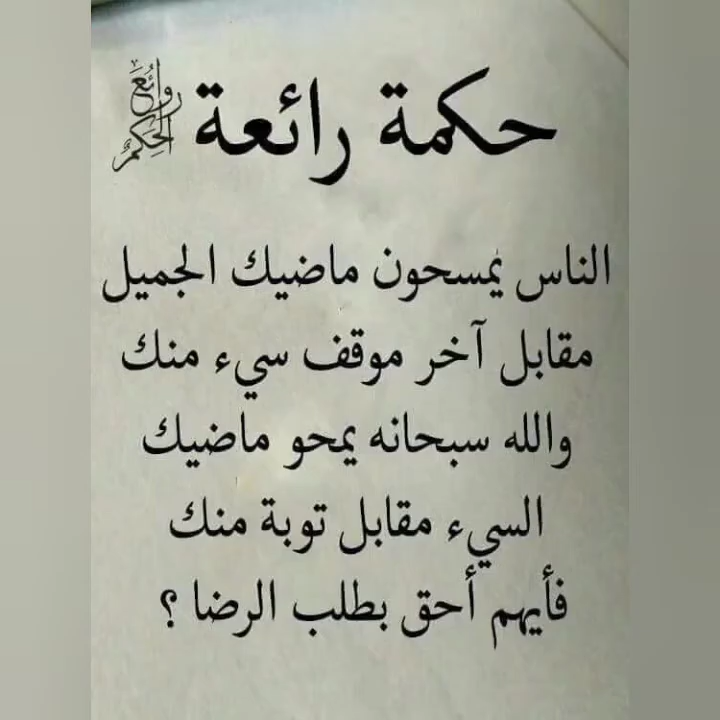 حكمة رائعة
روائع الحكم
الناس يمسحون ماضيك الجميل
مقابل آخر موقف سيء منك
والله سبحانه يمحو ماضيك
السيء مقابل توبة منك
فأيهم أحق بطلب الرضا ؟